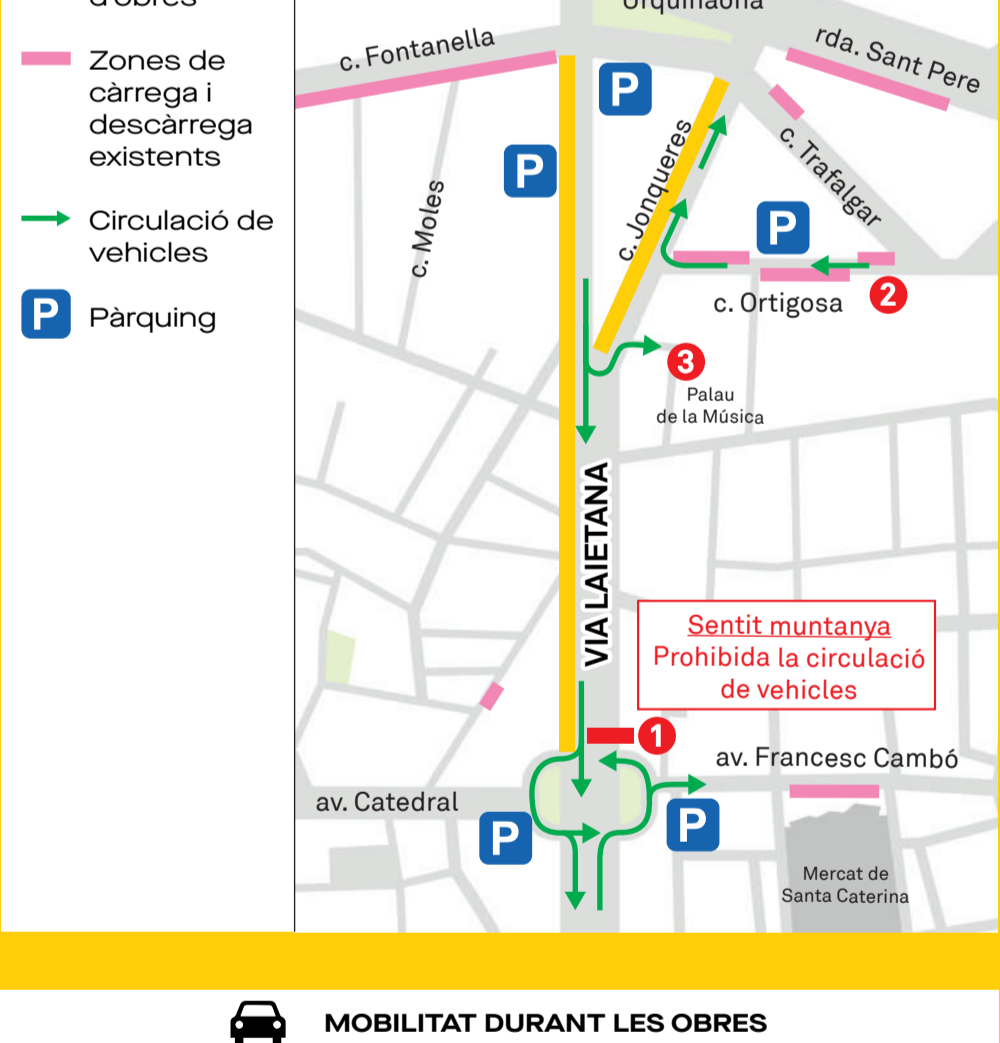 d'obres
Zones de
càrrega i
descàrrega
existents
Circulació de
vehicles
P
Pàrquing
Urquinaona
c. Fontanella
rda. Sant Pere
P
P
c. Jonqueres
c. Trafalgar
c. Moles
P
c. Ortigosa
2
3
Palau
de la Música
VIA LAIETANA
Sentit muntanya
Prohibida la circulació
de vehicles
1
av. Francesc Cambó
av. Catedral
P
P
Mercat de
Santa Caterina
MOBILITAT DURANT LES OBRES